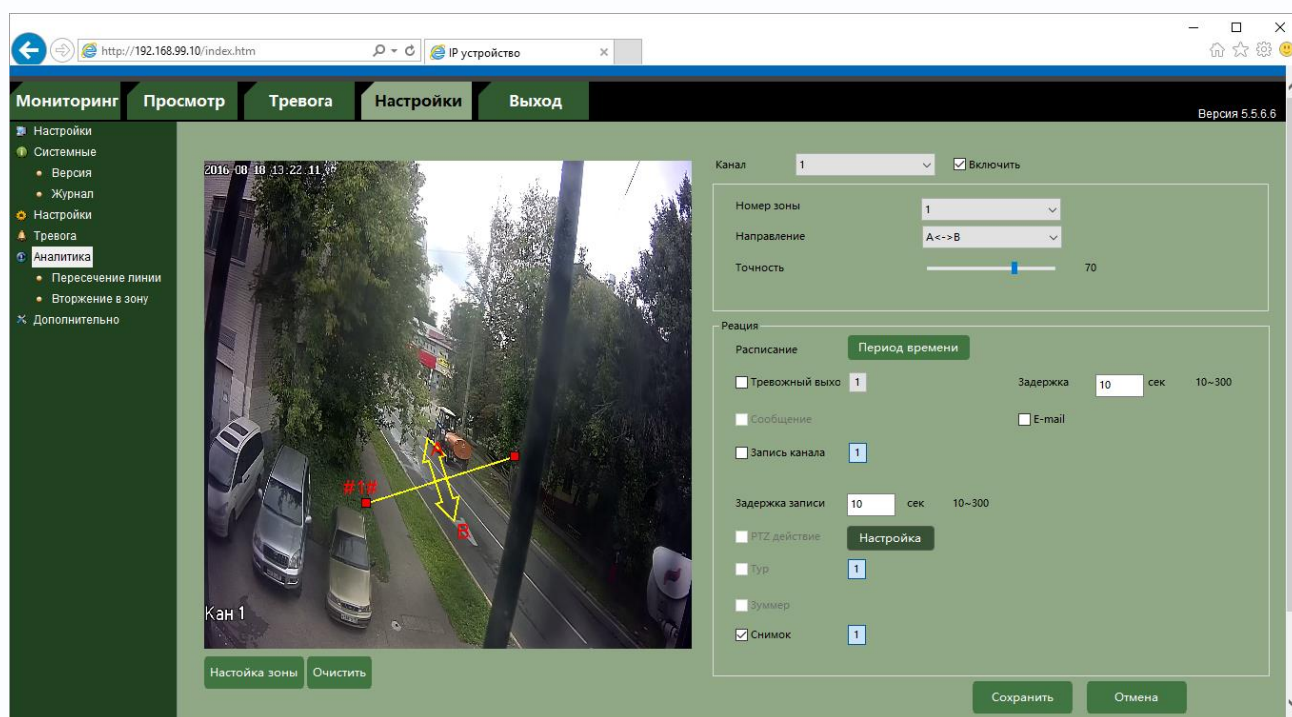 http://192.168.99.10/index.htm
IP устройство
Мониторинг Просмотр Тревога Настройки Выход
Версия 5.5.6.6
Настройки
Системные
Версия
Журнал
Настройки
Тревога
Аналитика
Пересечение линии
Вторжение в зону
Дополнительно
2016-08-18 13:22:11
A
#1#
B
Кан 1
Настойка зоны Очистить
Канал 1 Включить
Номер зоны 1
Направление A<->B
Точность 70
Реация
Расписание Период времени
Тревожный выхо 1 Задержка 10 сек 10~300
Сообщение E-mail
Запись канала 1
Задержка записи 10 сек 10~300
PTZ действие Настройка
Тур 1
Зуммер
Снимок 1
Сохранить Отмена